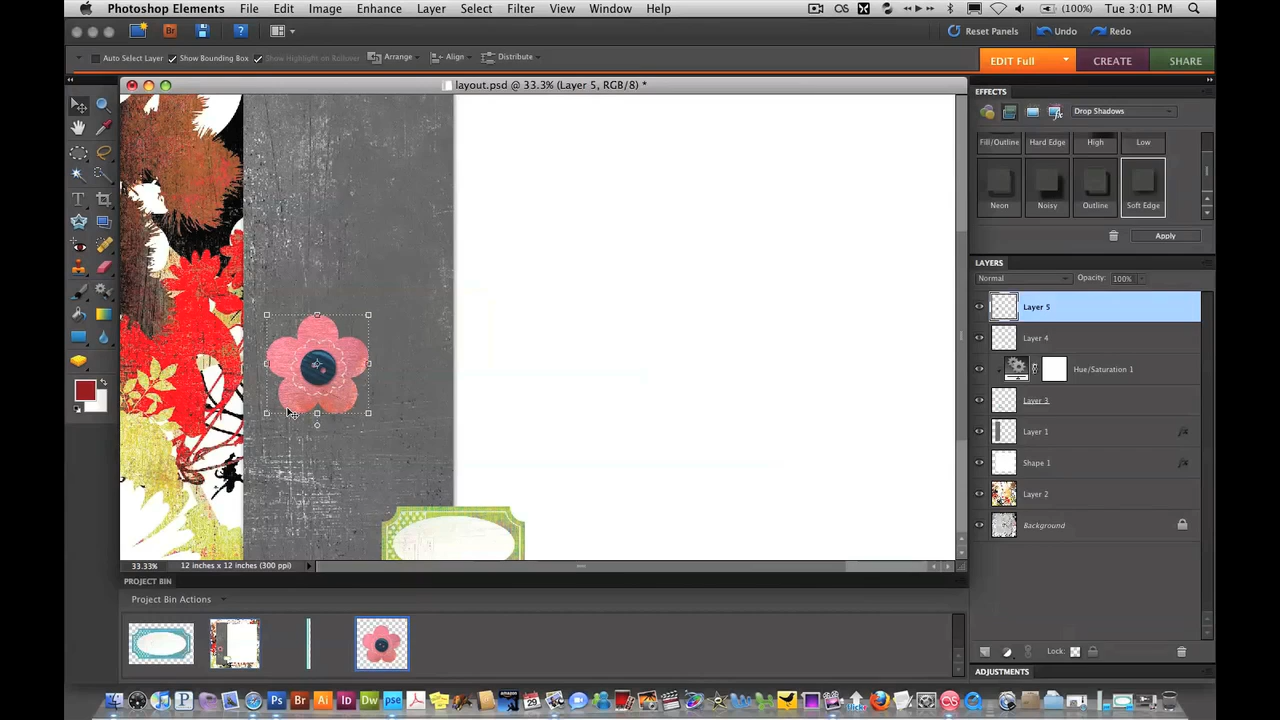 Photoshop Elements File Edit Image Enhance Layer Select Filter View Window Help (100%) Tue 3:01 PM
Reset Panels Undo Redo
Auto Select Layer Show Bounding Box Show Highlight on Rollover Arrange Align Distribute EDIT Full CREATE SHARE
layout.psd @ 33.3% (Layer 5, RGB/8) *
EFFECTS
Drop Shadows
Fill/Outline Hard Edge High Low
Neon Noisy Outline Soft Edge
Apply
LAYERS
Normal Opacity: 100%
Layer 5
Layer 4
Hue/Saturation 1
Layer 3
Layer 1
Shape 1
Layer 2
Background
33.33% 12 inches x 12 inches (300 ppi)
PROJECT BIN
Project Bin Actions
Lock:
ADJUSTMENTS